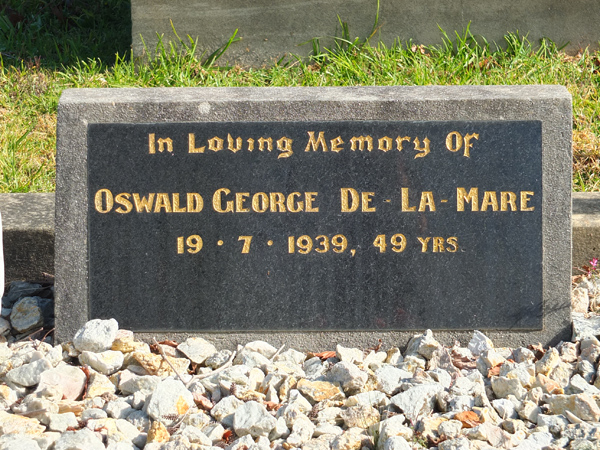 In Loving Memory Of
OSWALD GEORGE DE-LA-MARE
19 · 7 · 1939, 49 YRS.